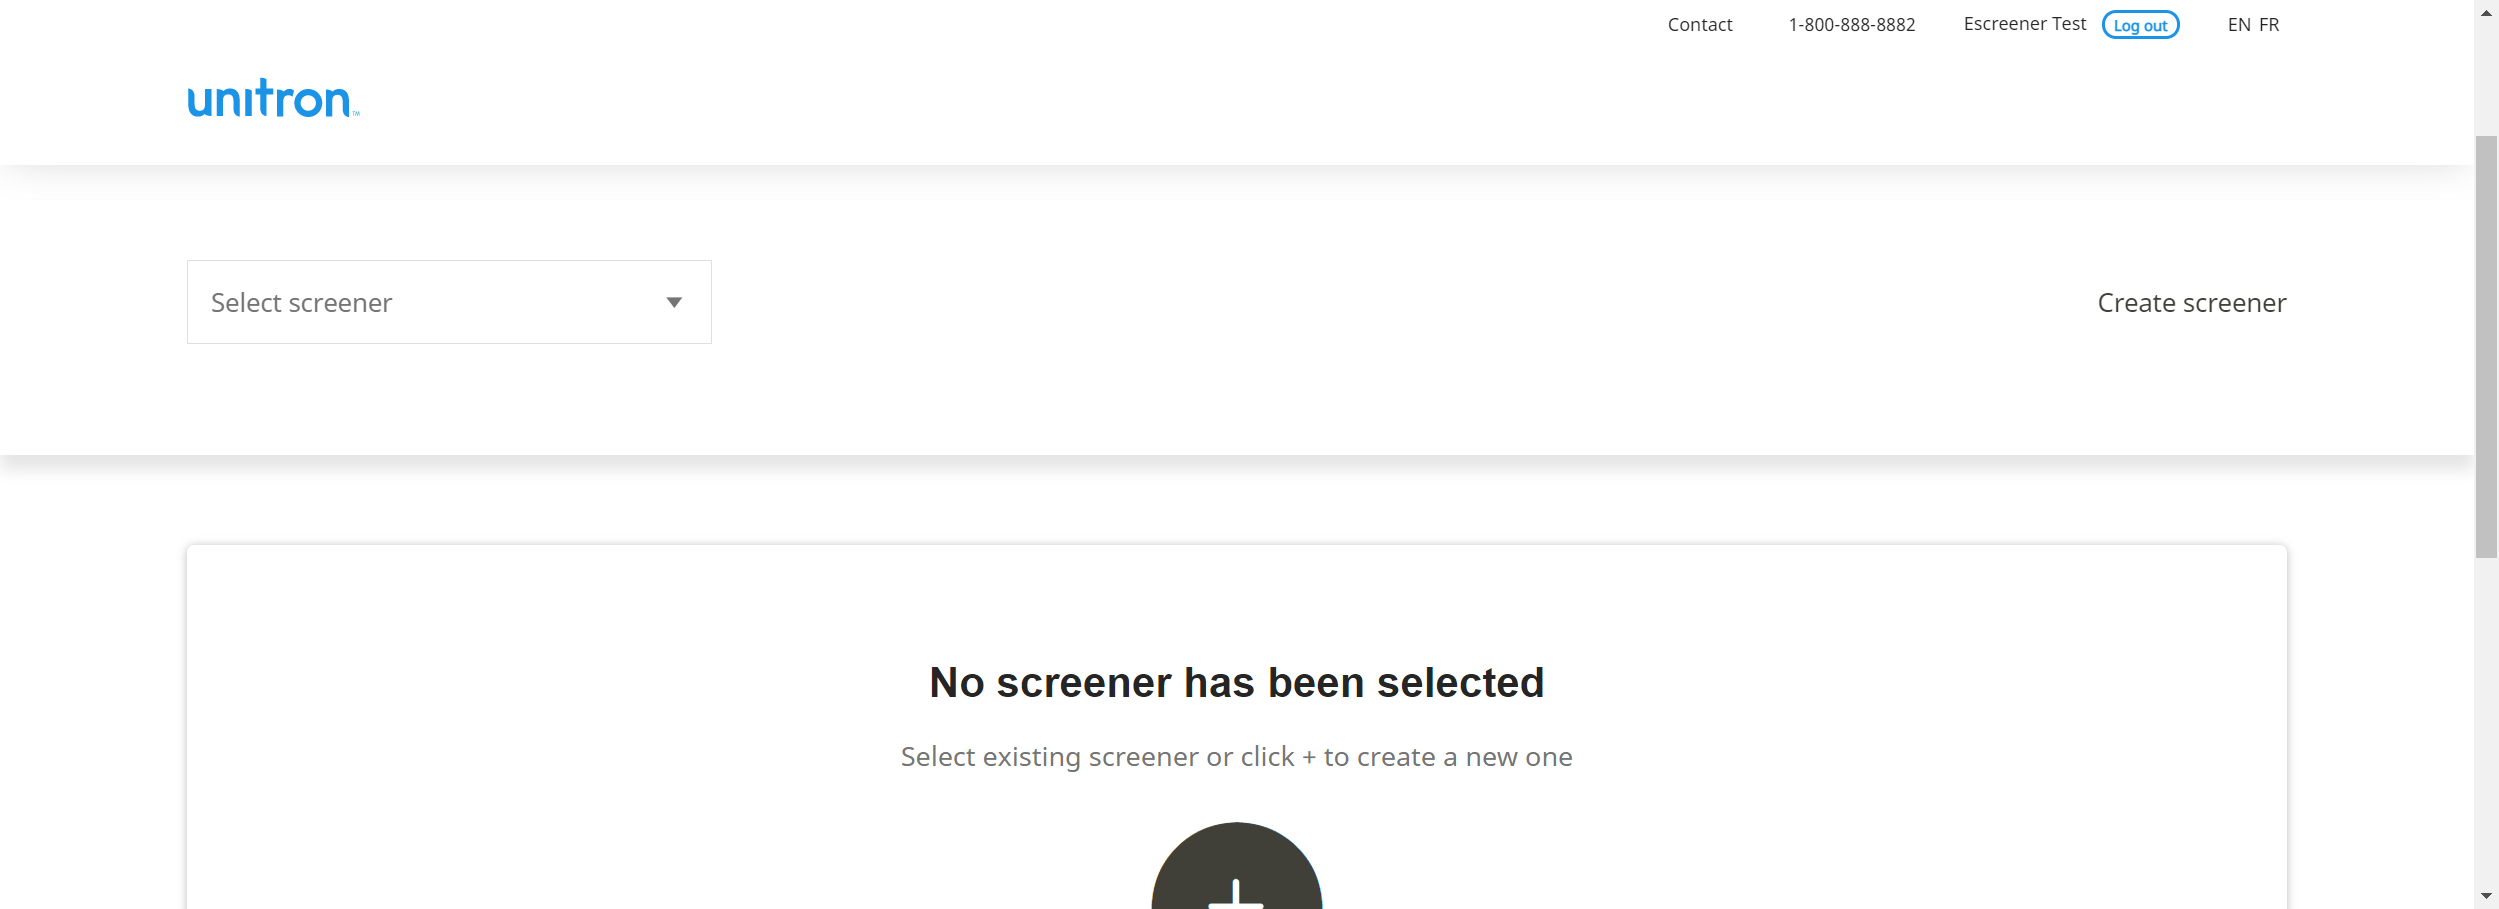 Contact 1-800-888-8882 Escreener Test Log out EN FR
unitron™
Select screener
Create screener
No screener has been selected
Select existing screener or click + to create a new one